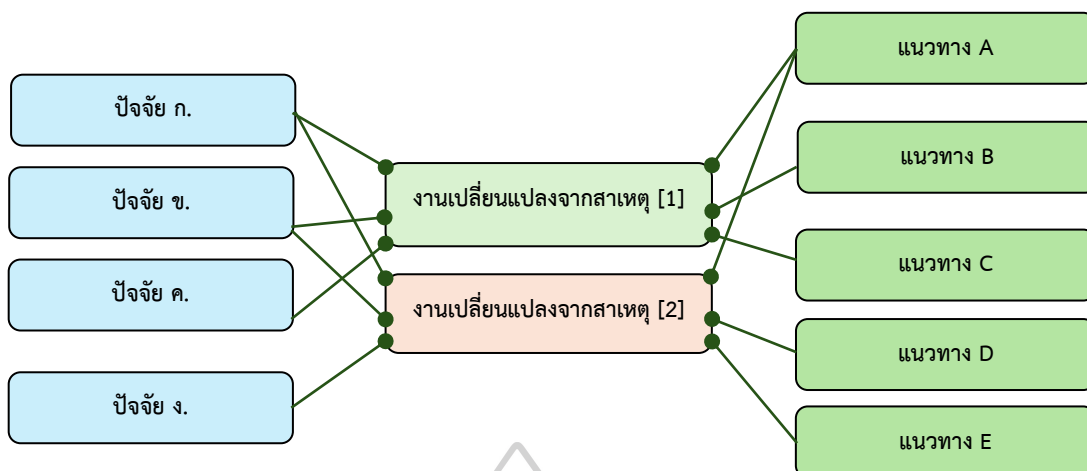 ปัจจัย ก.
ปัจจัย ข.
ปัจจัย ค.
ปัจจัย ง.
งานเปลี่ยนแปลงจากสาเหตุ [1]
งานเปลี่ยนแปลงจากสาเหตุ [2]
แนวทาง A
แนวทาง B
แนวทาง C
แนวทาง D
แนวทาง E